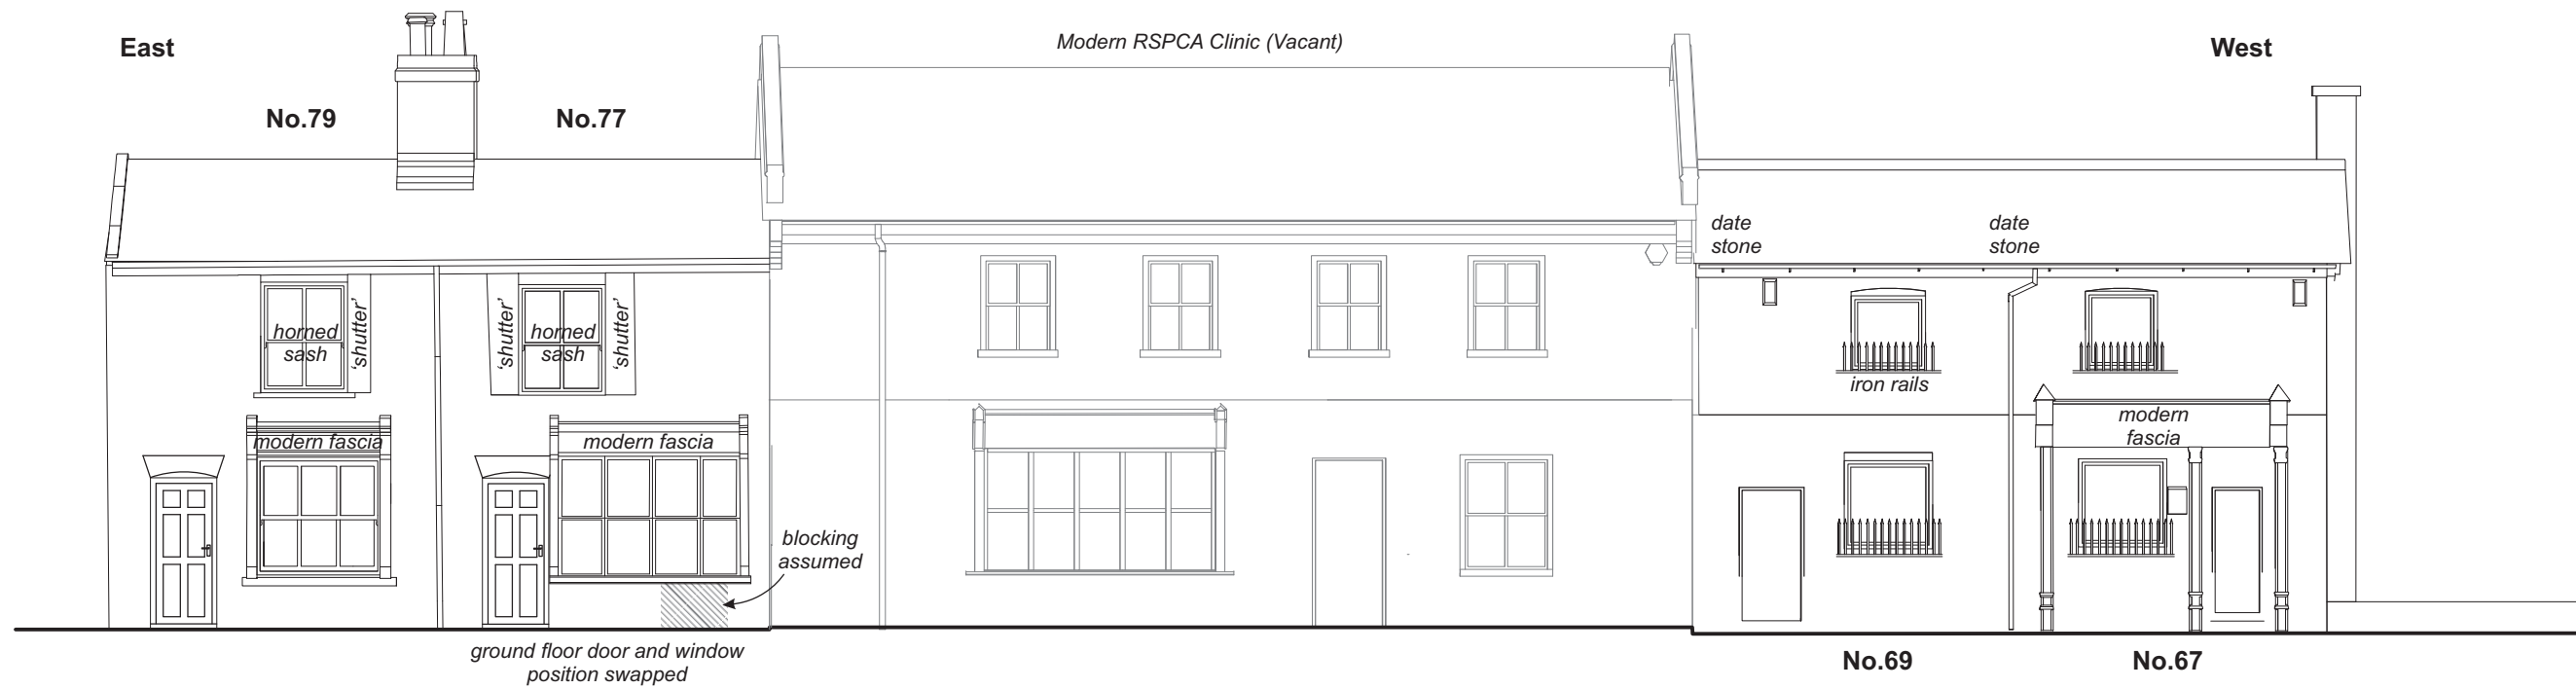 East
Modern RSPCA Clinic (Vacant)
West
No.79
No.77
date
stone
date
stone
horned
sash
‘shutter’
‘shutter’
horned
sash
‘shutter’
iron rails
modern fascia
modern fascia
modern
fascia
blocking
assumed
ground floor door and window
position swapped
No.69
No.67